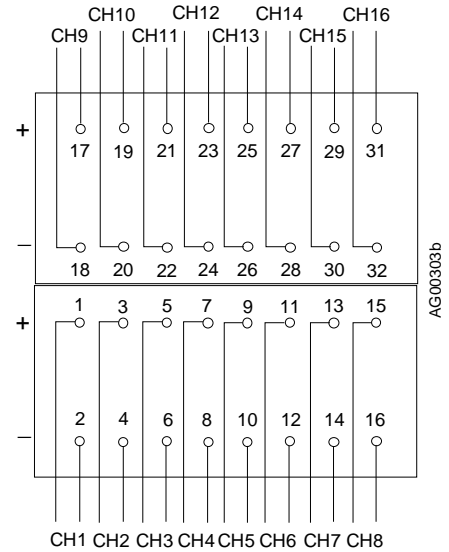 CH10 CH12 CH14 CH16
CH9 CH11 CH13 CH15
+ 17 19 21 23 25 27 29 31
– 18 20 22 24 26 28 30 32
AG00303b
1 3 5 7 9 11 13 15
+
2 4 6 8 10 12 14 16
–
CH1 CH2 CH3 CH4 CH5 CH6 CH7 CH8